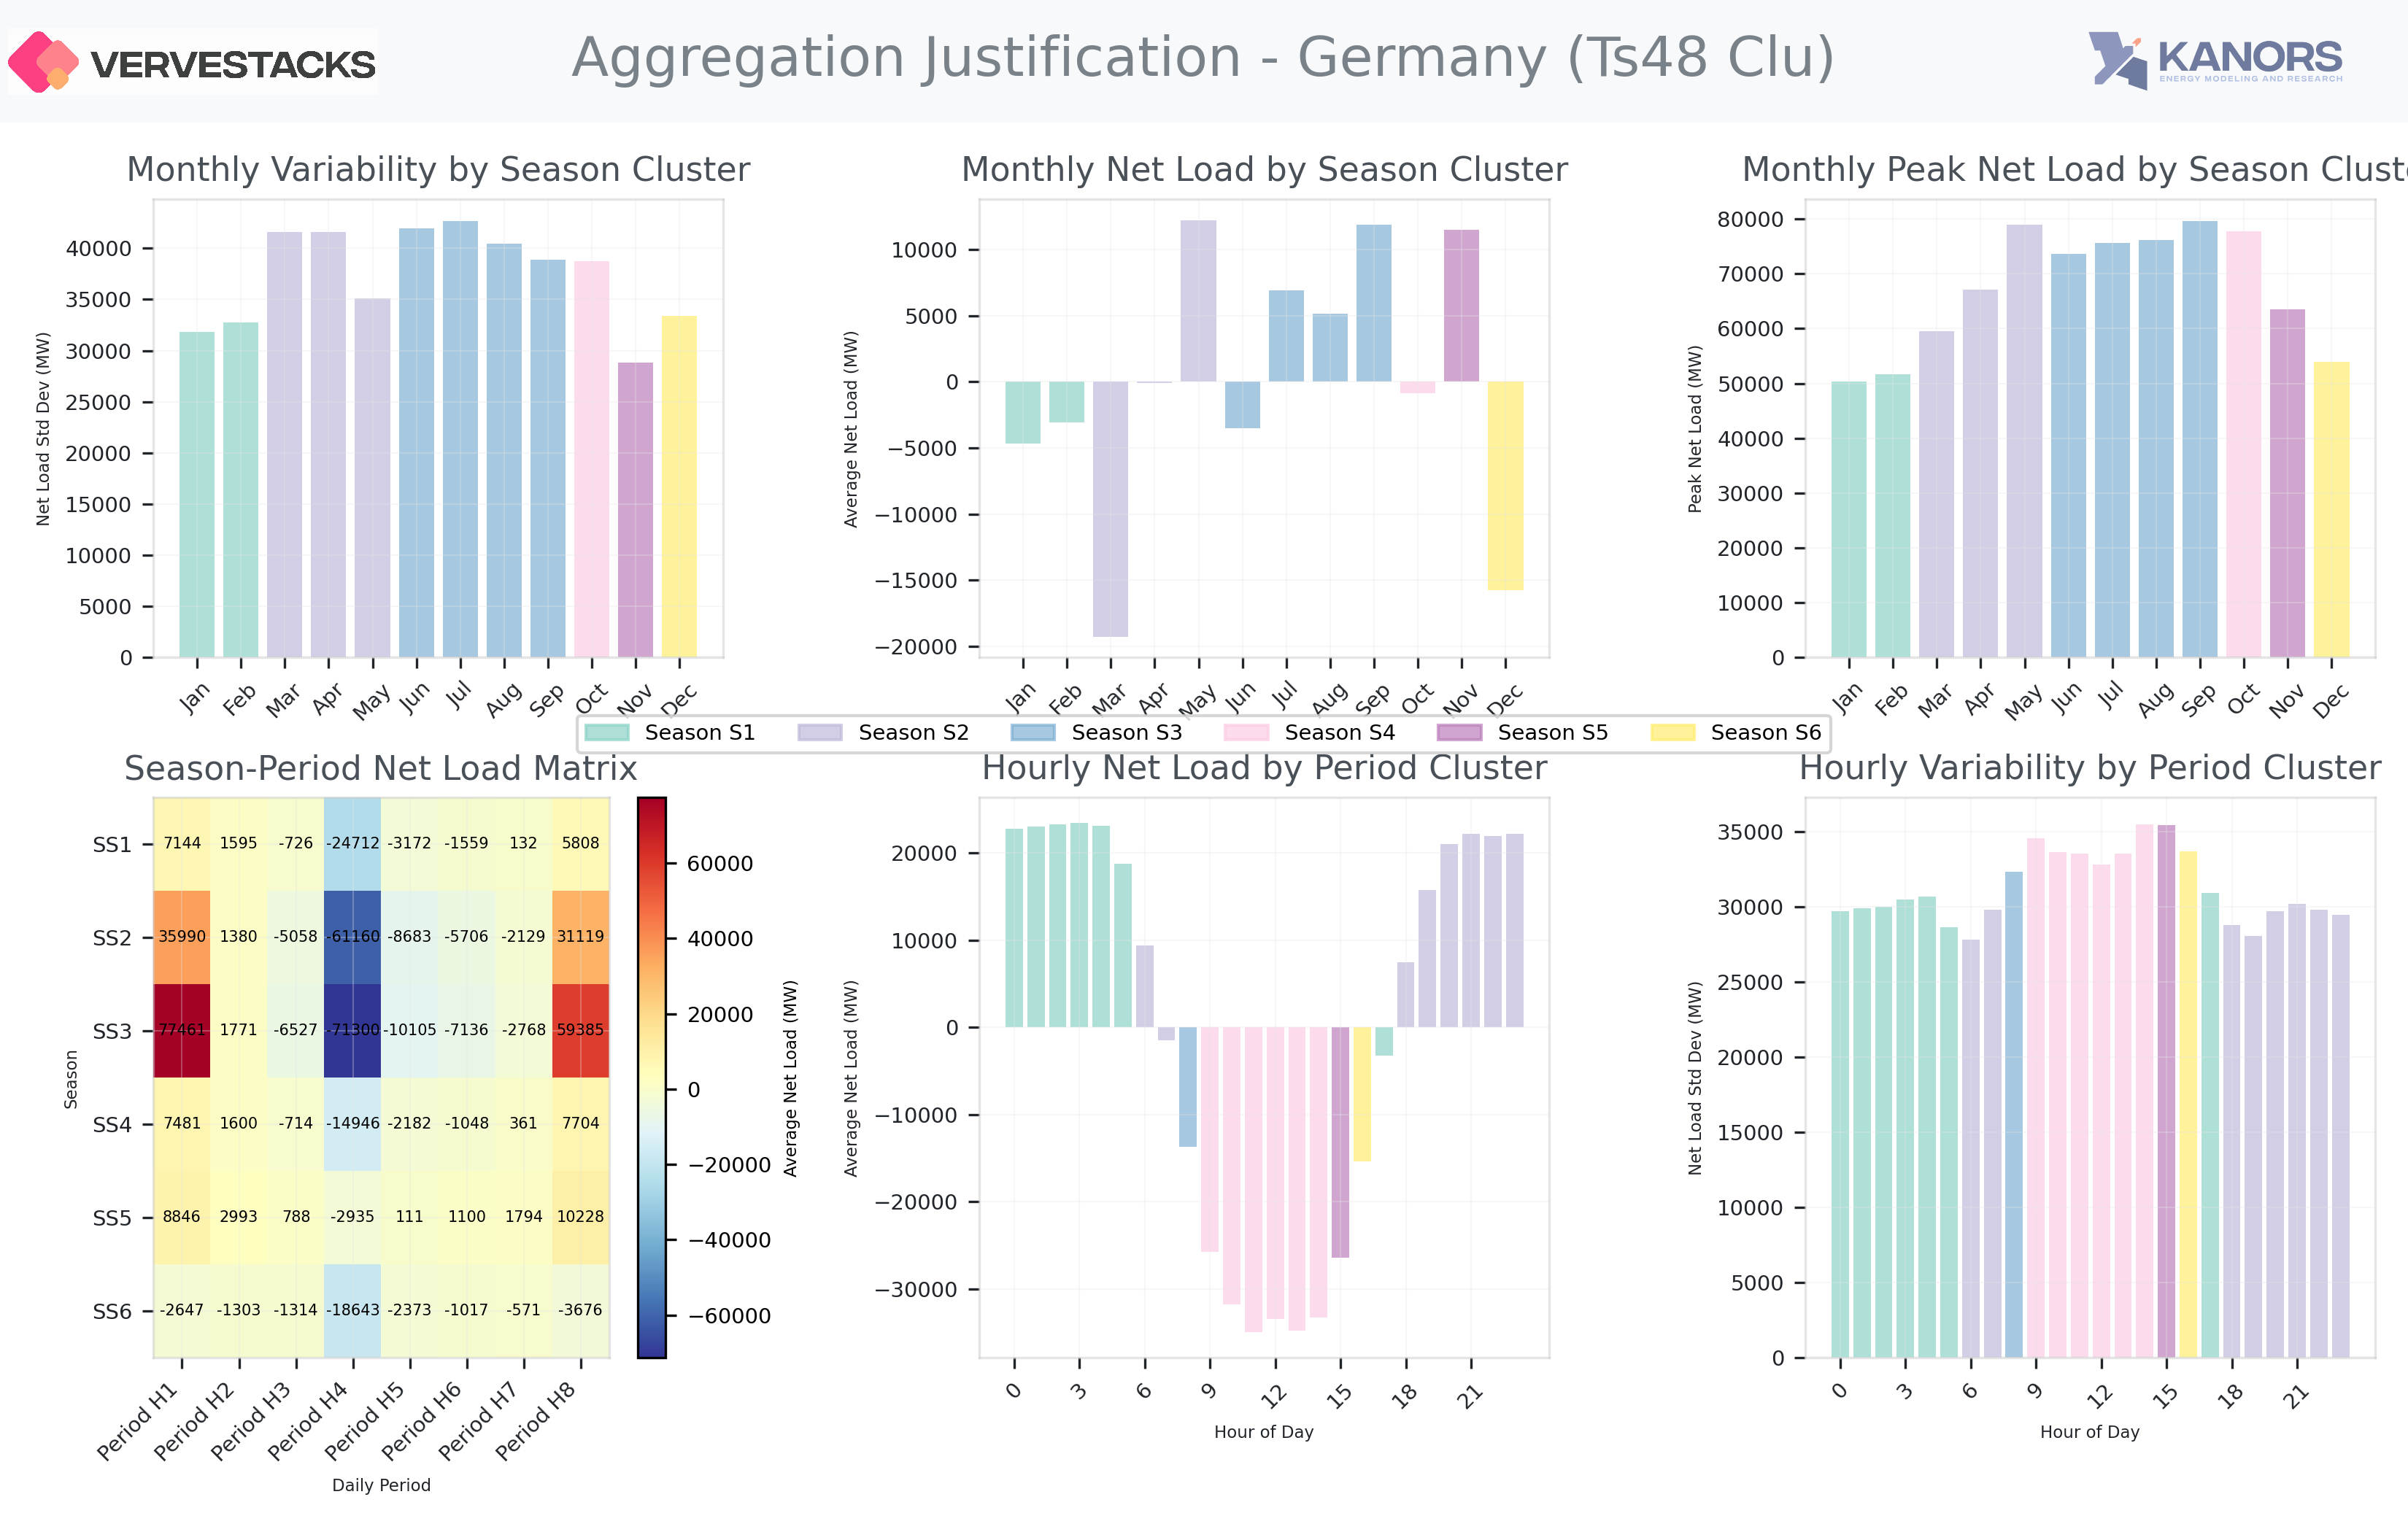 VERVESTACKS
Aggregation Justification - Germany (Ts48 Clu)
KANORS
ENERGY MODELING AND RESEARCH
Monthly Variability by Season Cluster
Net Load Std Dev (MW)
40000
35000
30000
25000
20000
15000
10000
5000
0
Jan Feb Mar Apr May Jun Jul Aug Sep Oct Nov Dec
Monthly Net Load by Season Cluster
Average Net Load (MW)
10000
5000
0
−5000
−10000
−15000
−20000
Jan Feb Mar Apr May Jun Jul Aug Sep Oct Nov Dec
Monthly Peak Net Load by Season Cluste
Peak Net Load (MW)
80000
70000
60000
50000
40000
30000
20000
10000
0
Jan Feb Mar Apr May Jun Jul Aug Sep Oct Nov Dec
Season S1 Season S2 Season S3 Season S4 Season S5 Season S6
Season-Period Net Load Matrix
Season
SS1 7144 1595 -726 -24712 -3172 -1559 132 5808
SS2 35990 1380 -5058 -61160 -8683 -5706 -2129 31119
SS3 77461 1771 -6527 -71300 -10105 -7136 -2768 59385
SS4 7481 1600 -714 -14946 -2182 -1048 361 7704
SS5 8846 2993 788 -2935 111 1100 1794 10228
SS6 -2647 -1303 -1314 -18643 -2373 -1017 -571 -3676
Period H1 Period H2 Period H3 Period H4 Period H5 Period H6 Period H7 Period H8
Daily Period
60000
40000
20000
0
−20000
−40000
−60000
Average Net Load (MW)
Hourly Net Load by Period Cluster
Average Net Load (MW)
20000
10000
0
−10000
−20000
−30000
0 3 6 9 12 15 18 21
Hour of Day
Hourly Variability by Period Cluster
Net Load Std Dev (MW)
35000
30000
25000
20000
15000
10000
5000
0
0 3 6 9 12 15 18 21
Hour of Day